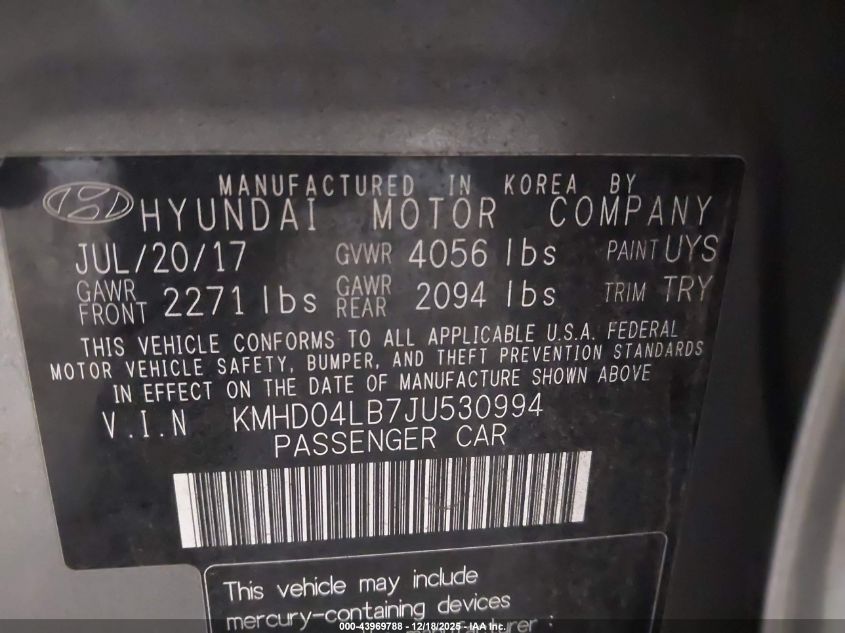 MANUFACTURED IN KOREA BY
HYUNDAI MOTOR COMPANY
JUL/20/17 GVWR 4056 lbs PAINT UYS
GAWR FRONT 2271 lbs GAWR REAR 2094 lbs TRIM TRY
THIS VEHICLE CONFORMS TO ALL APPLICABLE U.S.A. FEDERAL
MOTOR VEHICLE SAFETY, BUMPER, AND THEFT PREVENTION STANDARDS
IN EFFECT ON THE DATE OF MANUFACTURE SHOWN ABOVE
V.I.N KMHD04LB7JU530994
PASSENGER CAR
This vehicle may include
mercury-containing devices
000-43969788 - 12/18/2025 - IAA Inc.